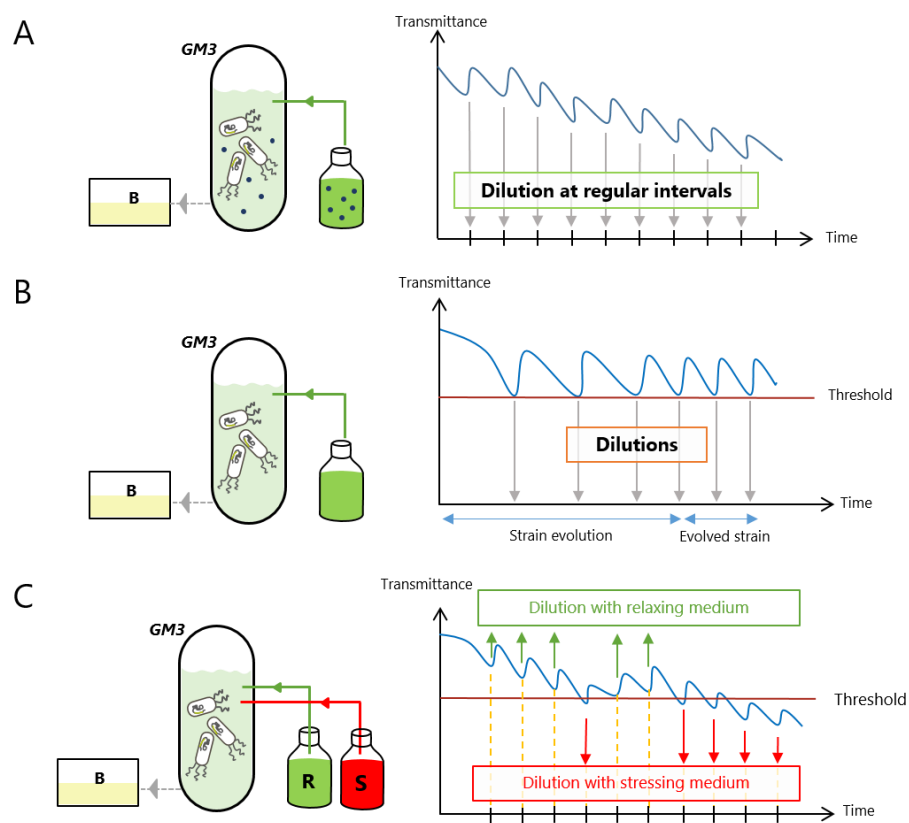 A
GM3
B
Transmittance
Dilution at regular intervals
Time
B
GM3
B
Transmittance
Threshold
Dilutions
Time
Strain evolution
Evolved strain
C
GM3
B
R
S
Transmittance
Dilution with relaxing medium
Threshold
Dilution with stressing medium
Time